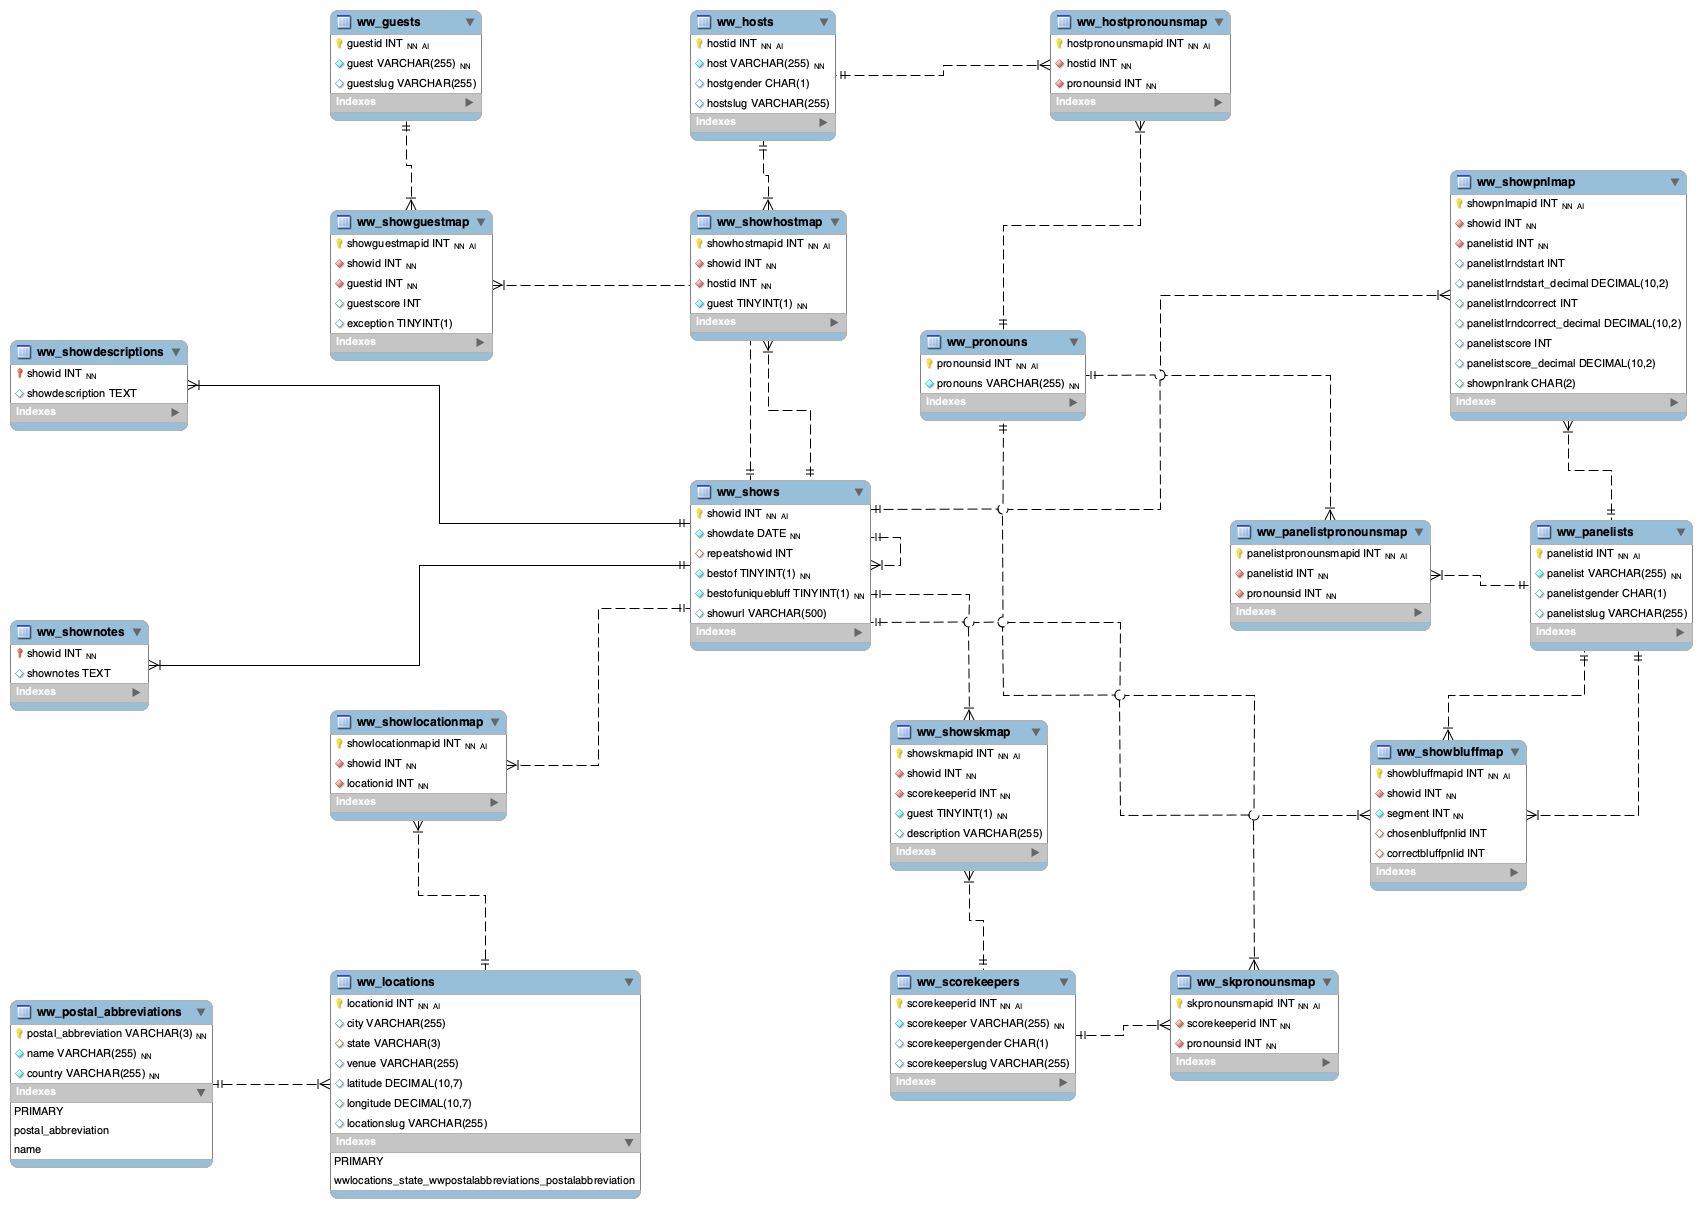 ww_guests
guestid INT NN AI
guest VARCHAR(255) NN
guestslug VARCHAR(255)
Indexes
ww_hosts
hostid INT NN AI
host VARCHAR(255) NN
hostgender CHAR(1)
hostslug VARCHAR(255)
Indexes
ww_hostpronounsmap
hostpronounsmapid INT NN AI
hostid INT NN
pronounsid INT NN
Indexes
ww_showguestmap
showguestmapid INT NN AI
showid INT NN
guestid INT NN
guestscore INT
exception TINYINT(1)
Indexes
ww_showhostmap
showhostmapid INT NN AI
showid INT NN
hostid INT NN
guest TINYINT(1) NN
Indexes
ww_showpnlmap
showpnlmapid INT NN AI
showid INT NN
panelistid INT NN
panelistlrndstart INT
panelistlrndstart_decimal DECIMAL(10,2)
panelistlrndcorrect INT
panelistlrndcorrect_decimal DECIMAL(10,2)
panelistscore INT
panelistscore_decimal DECIMAL(10,2)
showpnlrank CHAR(2)
Indexes
ww_showdescriptions
showid INT NN
showdescription TEXT
Indexes
ww_pronouns
pronounsid INT NN AI
pronouns VARCHAR(255) NN
Indexes
ww_shows
showid INT NN AI
showdate DATE NN
repeatshowid INT
bestof TINYINT(1) NN
bestofuniquebluff TINYINT(1) NN
showurl VARCHAR(500)
Indexes
ww_panelistpronounsmap
panelistpronounsmapid INT NN AI
panelistid INT NN
pronounsid INT NN
Indexes
ww_panelists
panelistid INT NN AI
panelist VARCHAR(255) NN
panelistgender CHAR(1)
panelistslug VARCHAR(255)
Indexes
ww_shownotes
showid INT NN
shownotes TEXT
Indexes
ww_showlocationmap
showlocationmapid INT NN AI
showid INT NN
locationid INT NN
Indexes
ww_showskmap
showskmapid INT NN AI
showid INT NN
scorekeeperid INT NN
guest TINYINT(1) NN
description VARCHAR(255)
Indexes
ww_showbluffmap
showbluffmapid INT NN AI
showid INT NN
segment INT NN
chosenbluffpnlid INT
correctbluffpnlid INT
Indexes
ww_postal_abbreviations
postal_abbreviation VARCHAR(3) NN
name VARCHAR(255) NN
country VARCHAR(255) NN
Indexes
PRIMARY
postal_abbreviation
name
ww_locations
locationid INT NN AI
city VARCHAR(255)
state VARCHAR(3)
venue VARCHAR(255)
latitude DECIMAL(10,7)
longitude DECIMAL(10,7)
locationslug VARCHAR(255)
Indexes
PRIMARY
wwlocations_state_wwpostalabbreviations_postalabbreviation
ww_scorekeepers
scorekeeperid INT NN AI
scorekeeper VARCHAR(255) NN
scorekeepergender CHAR(1)
scorekeeperslug VARCHAR(255)
Indexes
ww_skpronounsmap
skpronounsmapid INT NN AI
scorekeeperid INT NN
pronounsid INT NN
Indexes